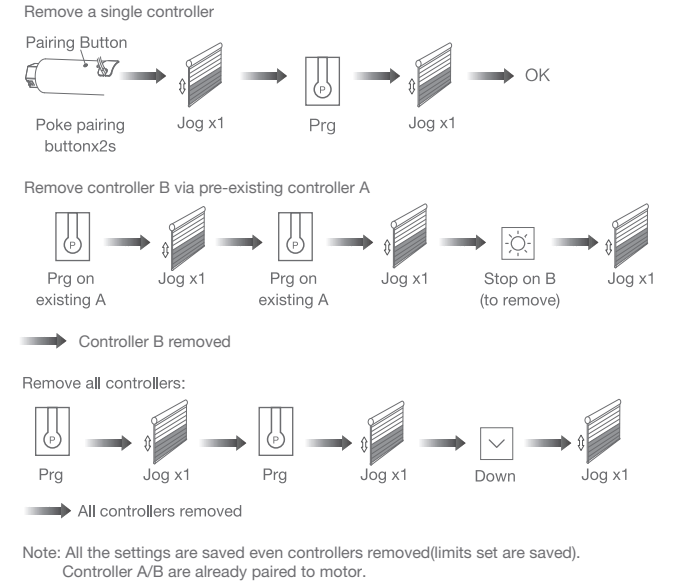 Remove a single controller
Pairing Button
P
OK
Poke pairing
buttonx2s
Jog x1
Prg
Jog x1
Remove controller B via pre-existing controller A
P
P
Prg on
existing A
Jog x1
Prg on
existing A
Jog x1
Stop on B
(to remove)
Jog x1
Controller B removed
Remove all controllers:
P
P
Prg
Jog x1
Prg
Jog x1
Down
Jog x1
All controllers removed
Note: All the settings are saved even controllers removed(limits set are saved).
Controller A/B are already paired to motor.